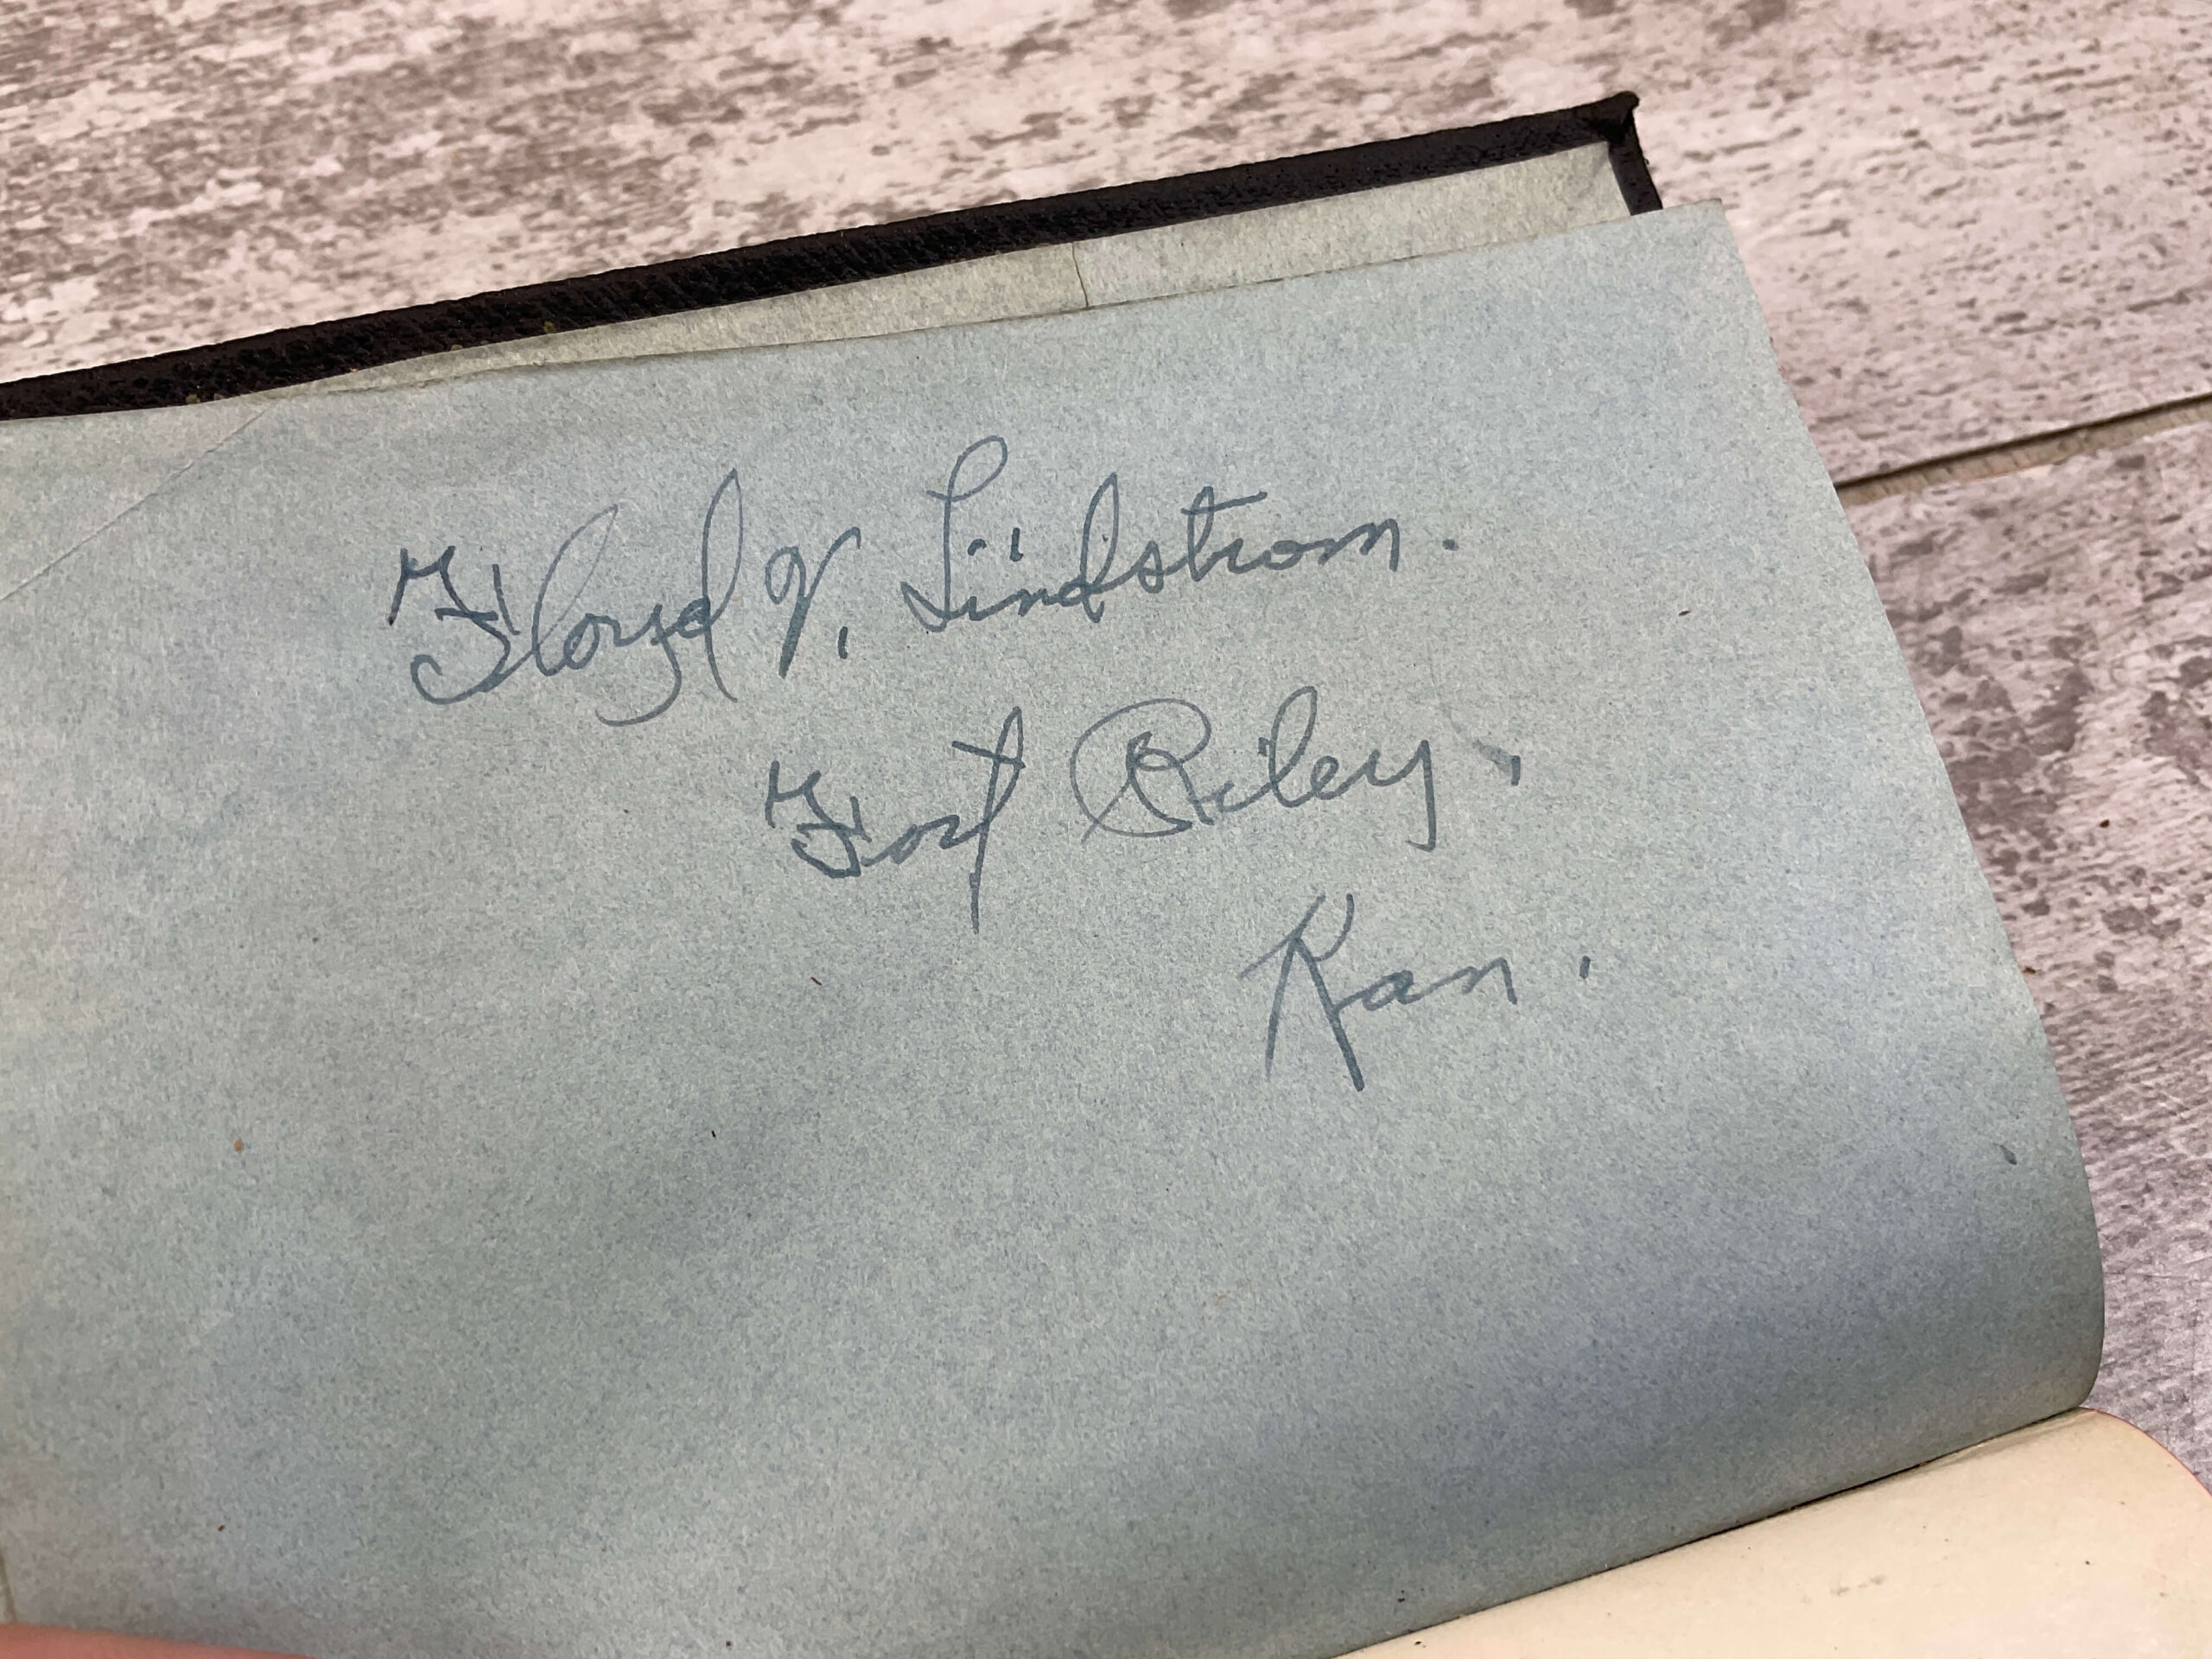 Floyd V. Lindstrom.
Fort Riley.
Kan.